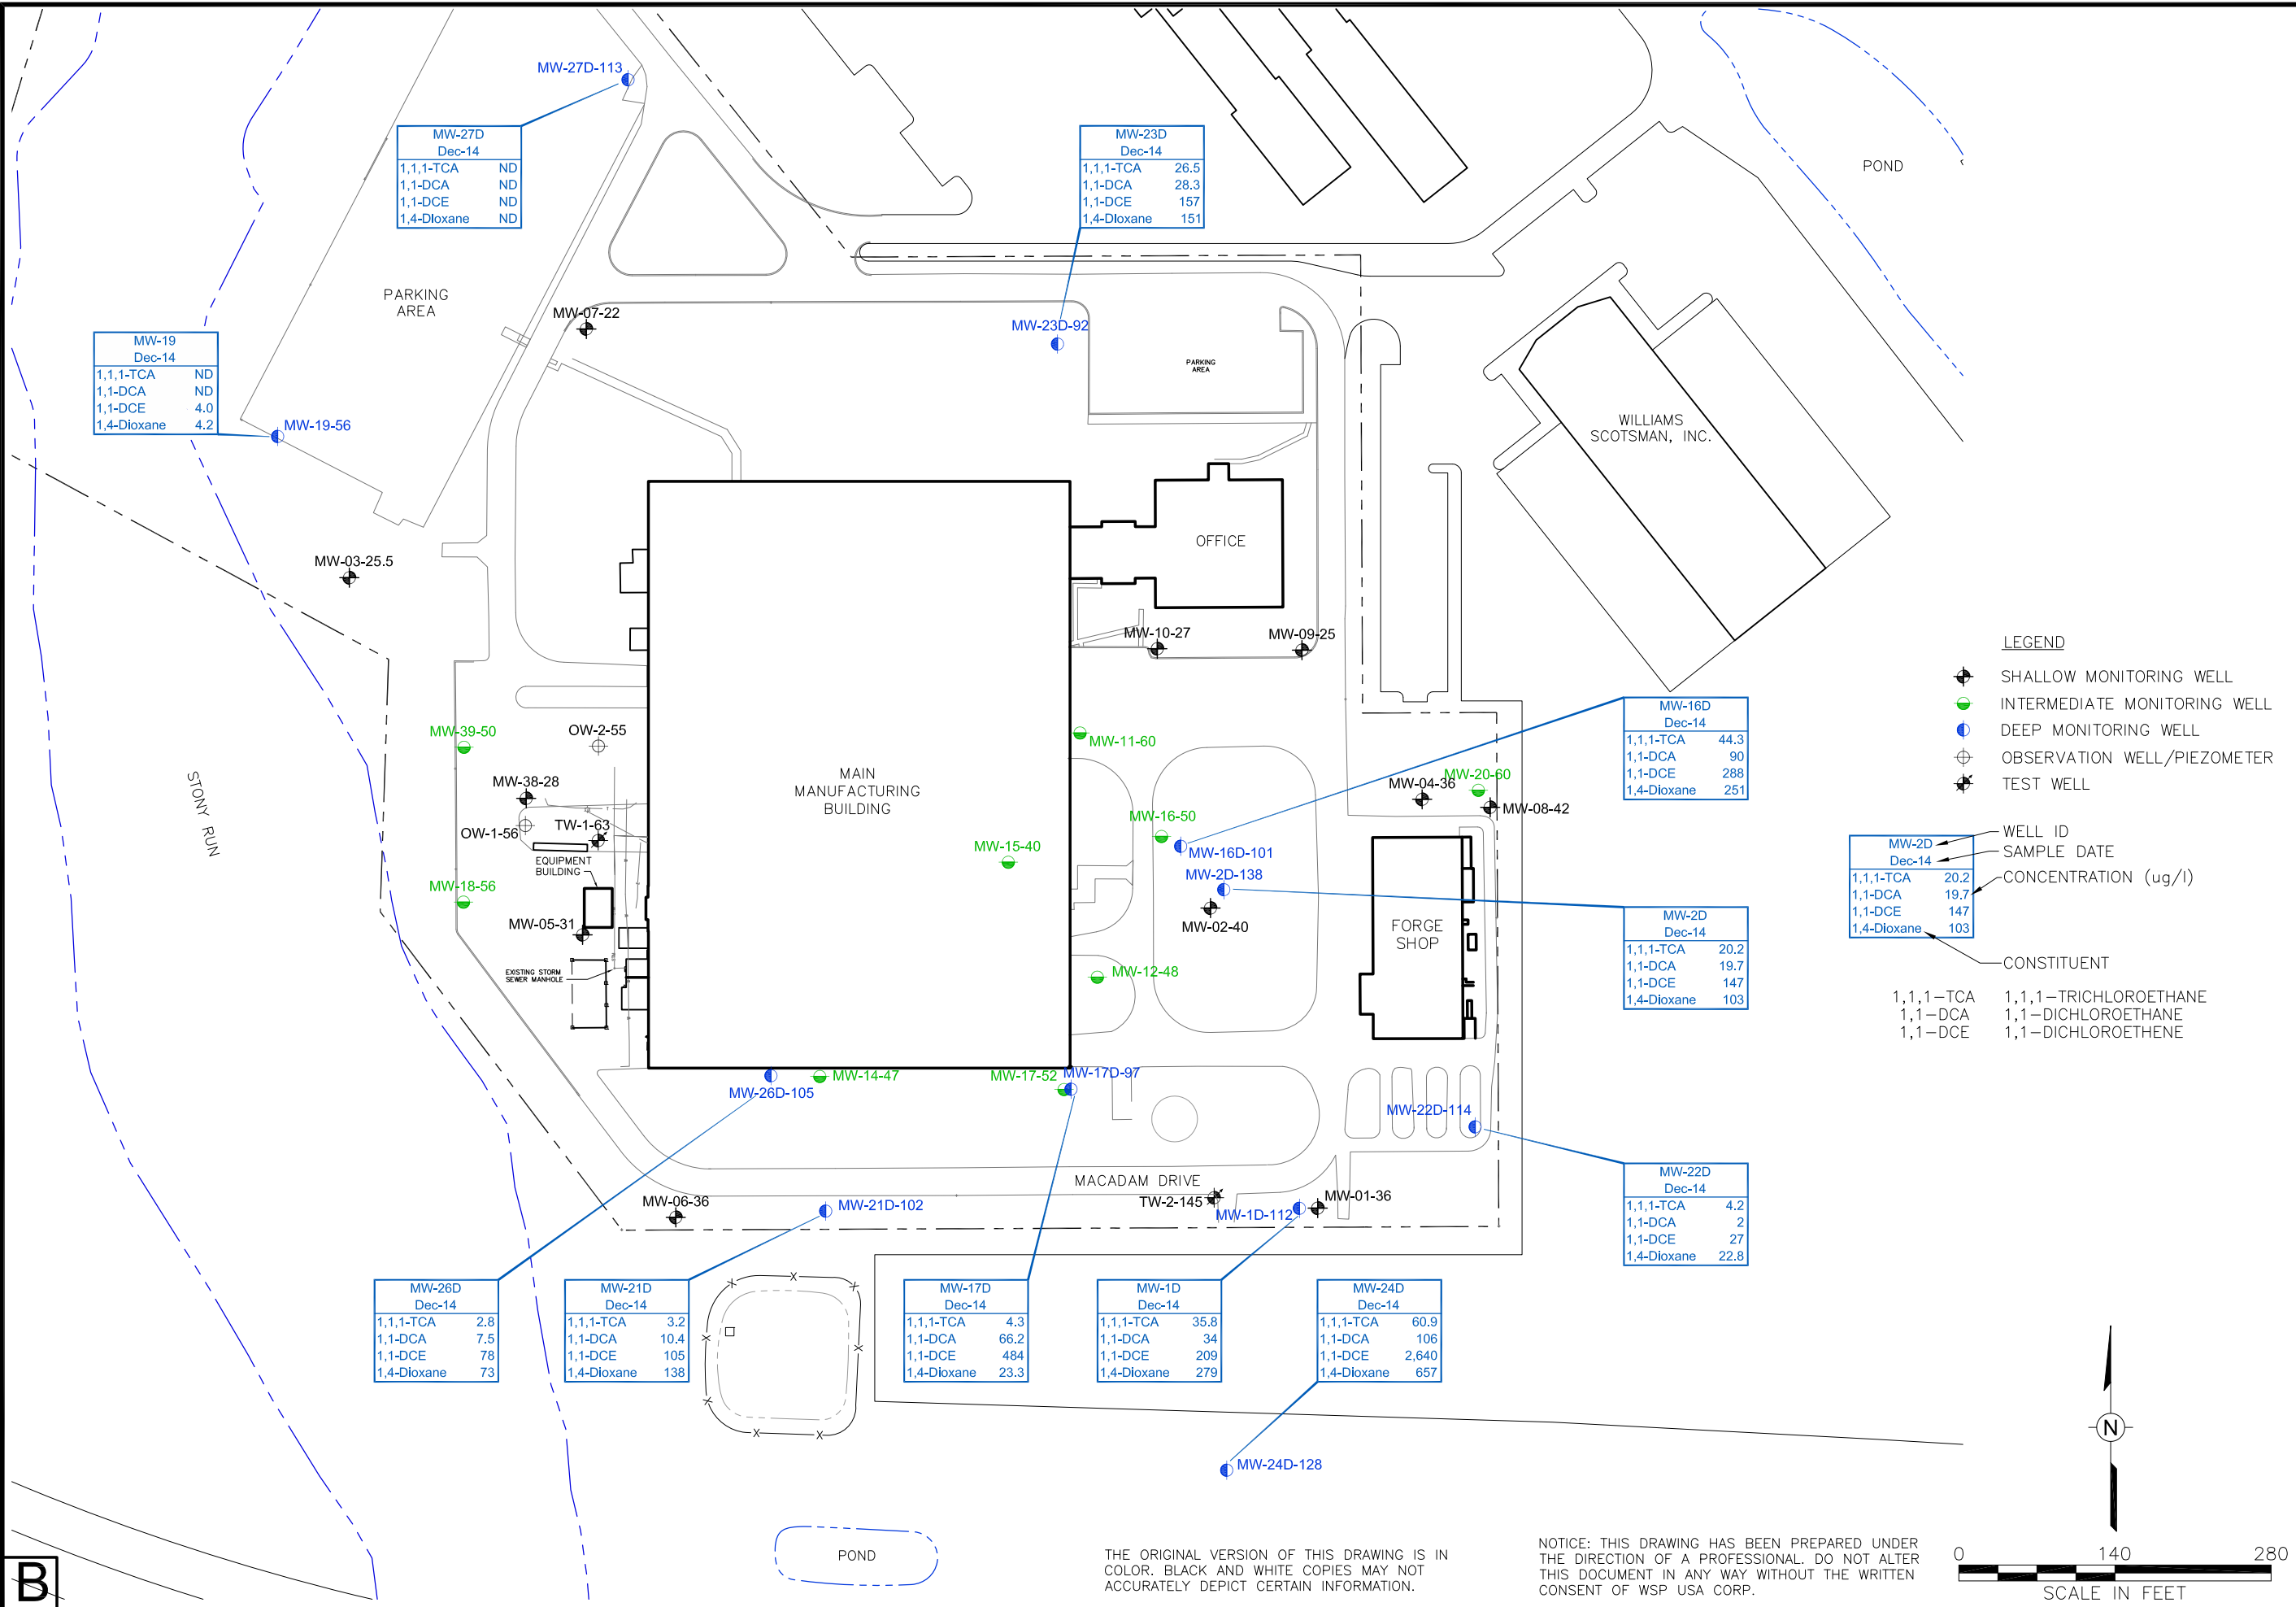 MW-27D-113
MW-27D
Dec-14
1,1,1-TCA ND
1,1-DCA ND
1,1-DCE ND
1,4-Dioxane ND
MW-23D
Dec-14
1,1,1-TCA 26.5
1,1-DCA 28.3
1,1-DCE 157
1,4-Dioxane 151
POND
PARKING
AREA
MW-07-22
MW-23D-92
PARKING
AREA
MW-19
Dec-14
1,1,1-TCA ND
1,1-DCA ND
1,1-DCE 4.0
1,4-Dioxane 4.2
MW-19-56
WILLIAMS
SCOTSMAN, INC.
OFFICE
MW-03-25.5
MW-10-27
MW-09-25
LEGEND
SHALLOW MONITORING WELL
INTERMEDIATE MONITORING WELL
DEEP MONITORING WELL
OBSERVATION WELL/PIEZOMETER
TEST WELL
MW-16D
Dec-14
1,1,1-TCA 44.3
1,1-DCA 90
1,1-DCE 288
1,4-Dioxane 251
MW-39-50
OW-2-55
MW-11-60
MAIN
MANUFACTURING
BUILDING
STONY RUN
MW-38-28
MW-04-36
MW-20-60
MW-08-42
OW-1-56
TW-1-63
MW-16-50
MW-15-40
MW-16D-101
EQUIPMENT
BUILDING
MW-2D-138
MW-18-56
MW-05-31
MW-02-40
FORGE
SHOP
MW-2D
Dec-14
1,1,1-TCA 20.2
1,1-DCA 19.7
1,1-DCE 147
1,4-Dioxane 103
MW-2D
Dec-14
1,1,1-TCA 20.2
1,1-DCA 19.7
1,1-DCE 147
1,4-Dioxane 103
WELL ID
SAMPLE DATE
CONCENTRATION (ug/l)
CONSTITUENT
1,1,1-TCA 1,1,1-TRICHLOROETHANE
1,1-DCA 1,1-DICHLOROETHANE
1,1-DCE 1,1-DICHLOROETHENE
EXISTING STORM
SEWER MANHOLE
MW-12-48
MW-14-47
MW-26D-105
MW-17-52
MW-17D-97
MW-22D-114
MW-22D
Dec-14
1,1,1-TCA 4.2
1,1-DCA 2
1,1-DCE 27
1,4-Dioxane 22.8
MACADAM DRIVE
MW-06-36
MW-21D-102
TW-2-145
MW-1D-112
MW-01-36
MW-26D
Dec-14
1,1,1-TCA 2.8
1,1-DCA 7.5
1,1-DCE 78
1,4-Dioxane 73
MW-21D
Dec-14
1,1,1-TCA 3.2
1,1-DCA 10.4
1,1-DCE 105
1,4-Dioxane 138
MW-17D
Dec-14
1,1,1-TCA 4.3
1,1-DCA 66.2
1,1-DCE 484
1,4-Dioxane 23.3
MW-1D
Dec-14
1,1,1-TCA 35.8
1,1-DCA 34
1,1-DCE 209
1,4-Dioxane 279
MW-24D
Dec-14
1,1,1-TCA 60.9
1,1-DCA 106
1,1-DCE 2,640
1,4-Dioxane 657
MW-24D-128
N
POND
THE ORIGINAL VERSION OF THIS DRAWING IS IN
COLOR. BLACK AND WHITE COPIES MAY NOT
ACCURATELY DEPICT CERTAIN INFORMATION.
NOTICE: THIS DRAWING HAS BEEN PREPARED UNDER
THE DIRECTION OF A PROFESSIONAL. DO NOT ALTER
THIS DOCUMENT IN ANY WAY WITHOUT THE WRITTEN
CONSENT OF WSP USA CORP.
0 140 280
SCALE IN FEET
B